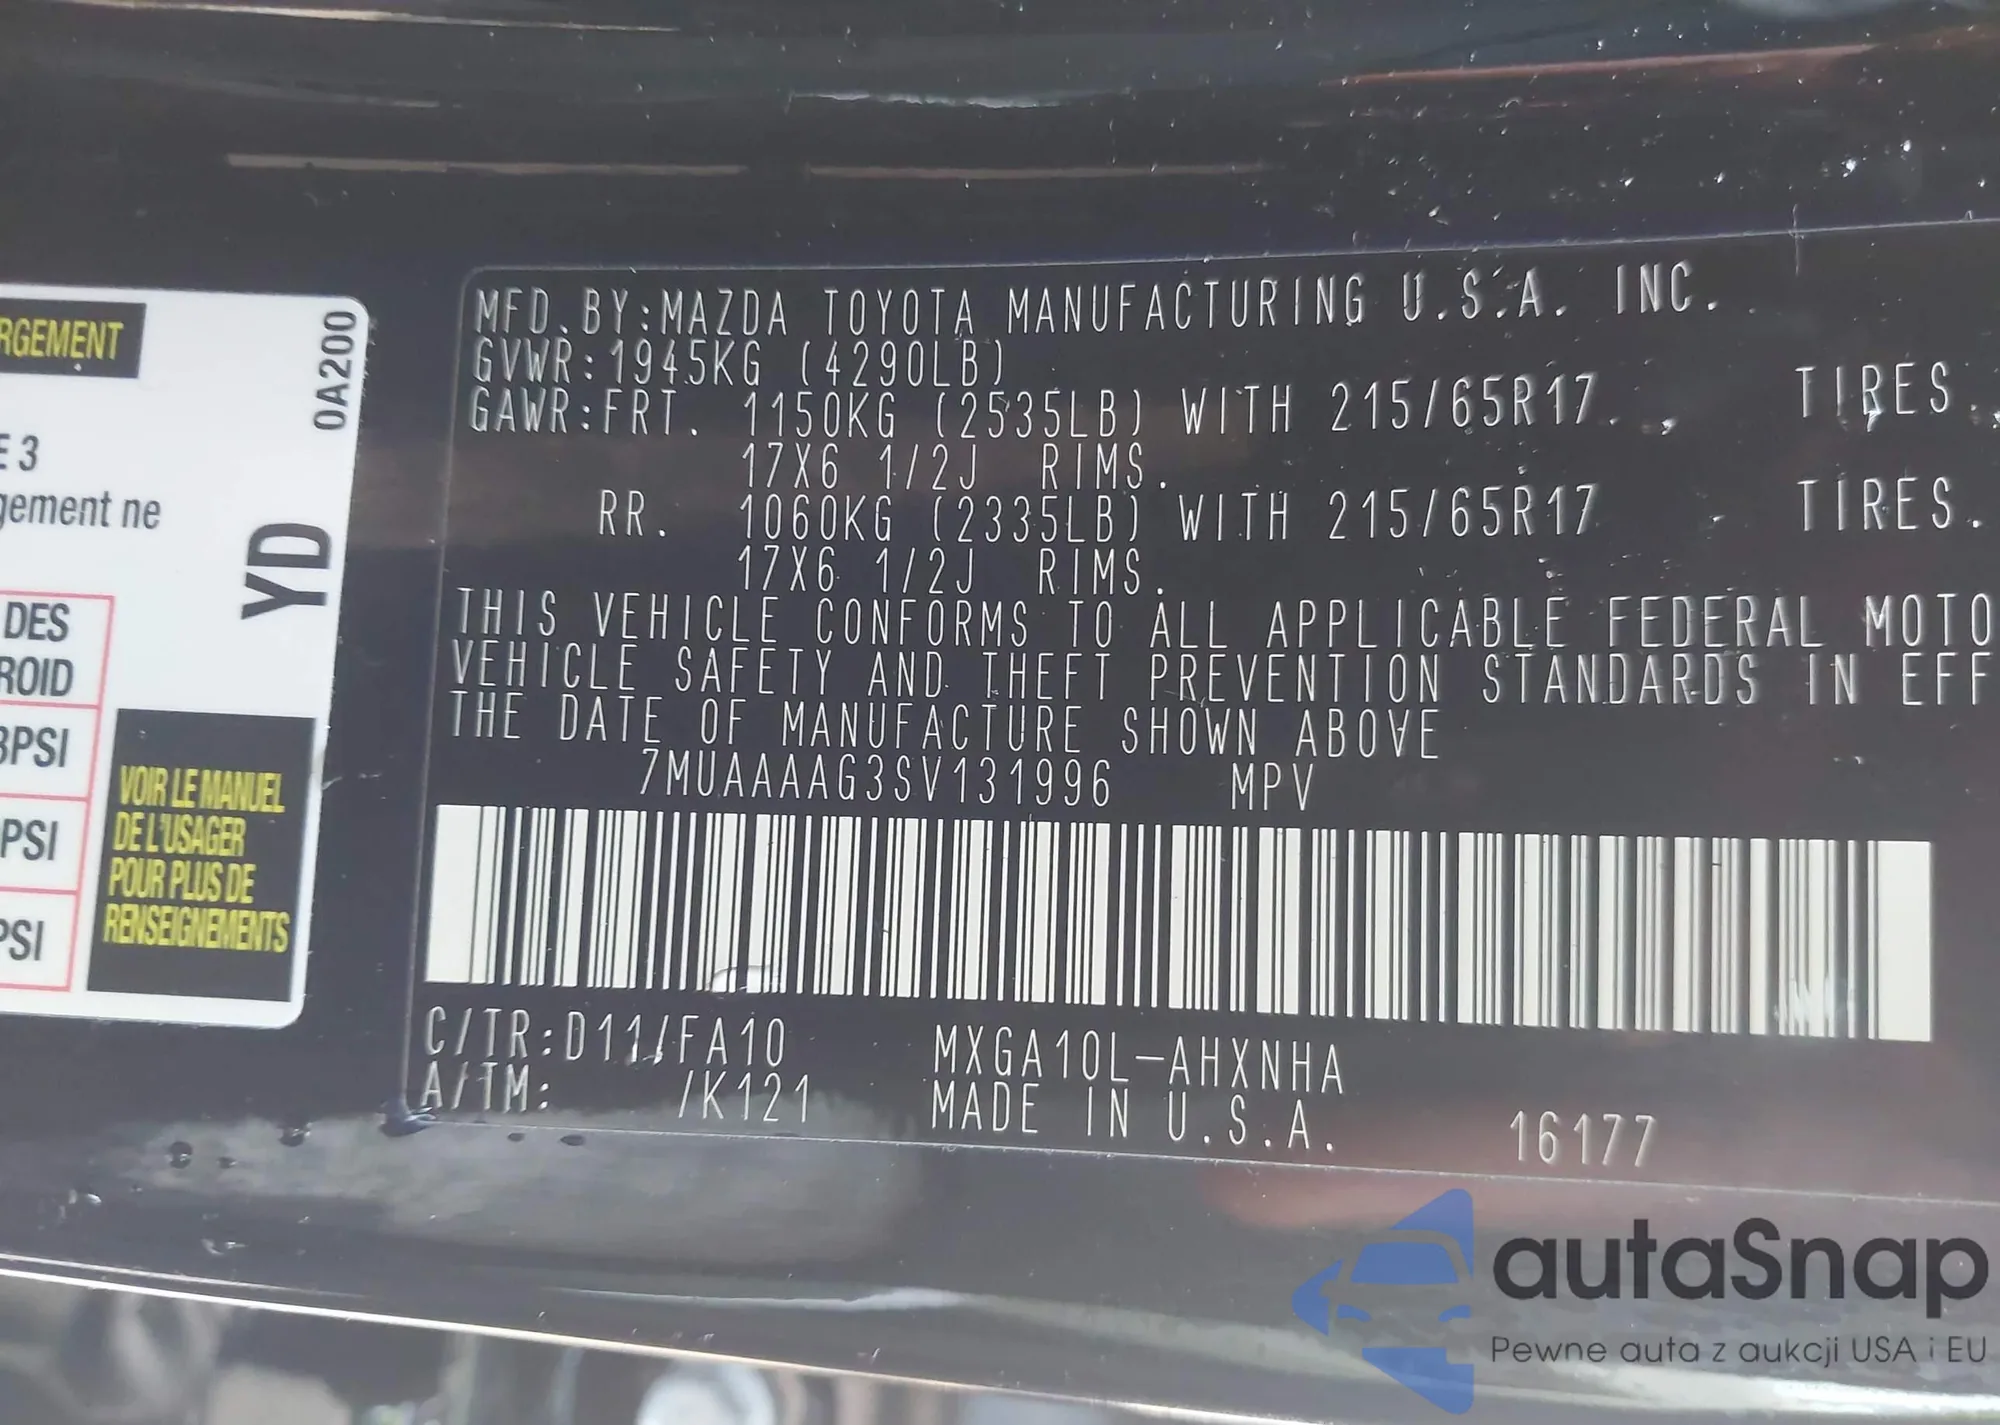 RGEMENT
0A200
E 3
gement ne
YD
DES
ROID
3PSI
PSI
PSI
VOIR LE MANUEL
DE L'USAGER
POUR PLUS DE
RENSEIGNEMENTS
MFD. BY:MAZDA TOYOTA MANUFACTURING U.S.A. INC.
GVWR:1945KG (4290LB)
GAWR:FRT. 1150KG (2535LB) WITH 215/65R17 TIRES.
17X6 1/2J RIMS.
RR. 1060KG (2335LB) WITH 215/65R17 TIRES.
17X6 1/2J RIMS.
THIS VEHICLE CONFORMS TO ALL APPLICABLE FEDERAL MOTO
VEHICLE SAFETY AND THEFT PREVENTION STANDARDS IN EFF
THE DATE OF MANUFACTURE SHOWN ABOVE
7MUAAAAG3SV131996 MPV
C/TR:D11/FA10 MXGA10L-AHXNHA
A/TM: /K121 MADE IN U.S.A. 16177
autaSnap
Pewne auta z aukcji USA i EU